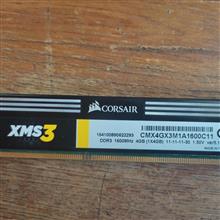 CORSAIR
XMS3
CMX4GX3M1A1600C11
DDR3 1600MHz 4GB (1X4GB) 11-11-11-30 1.50V